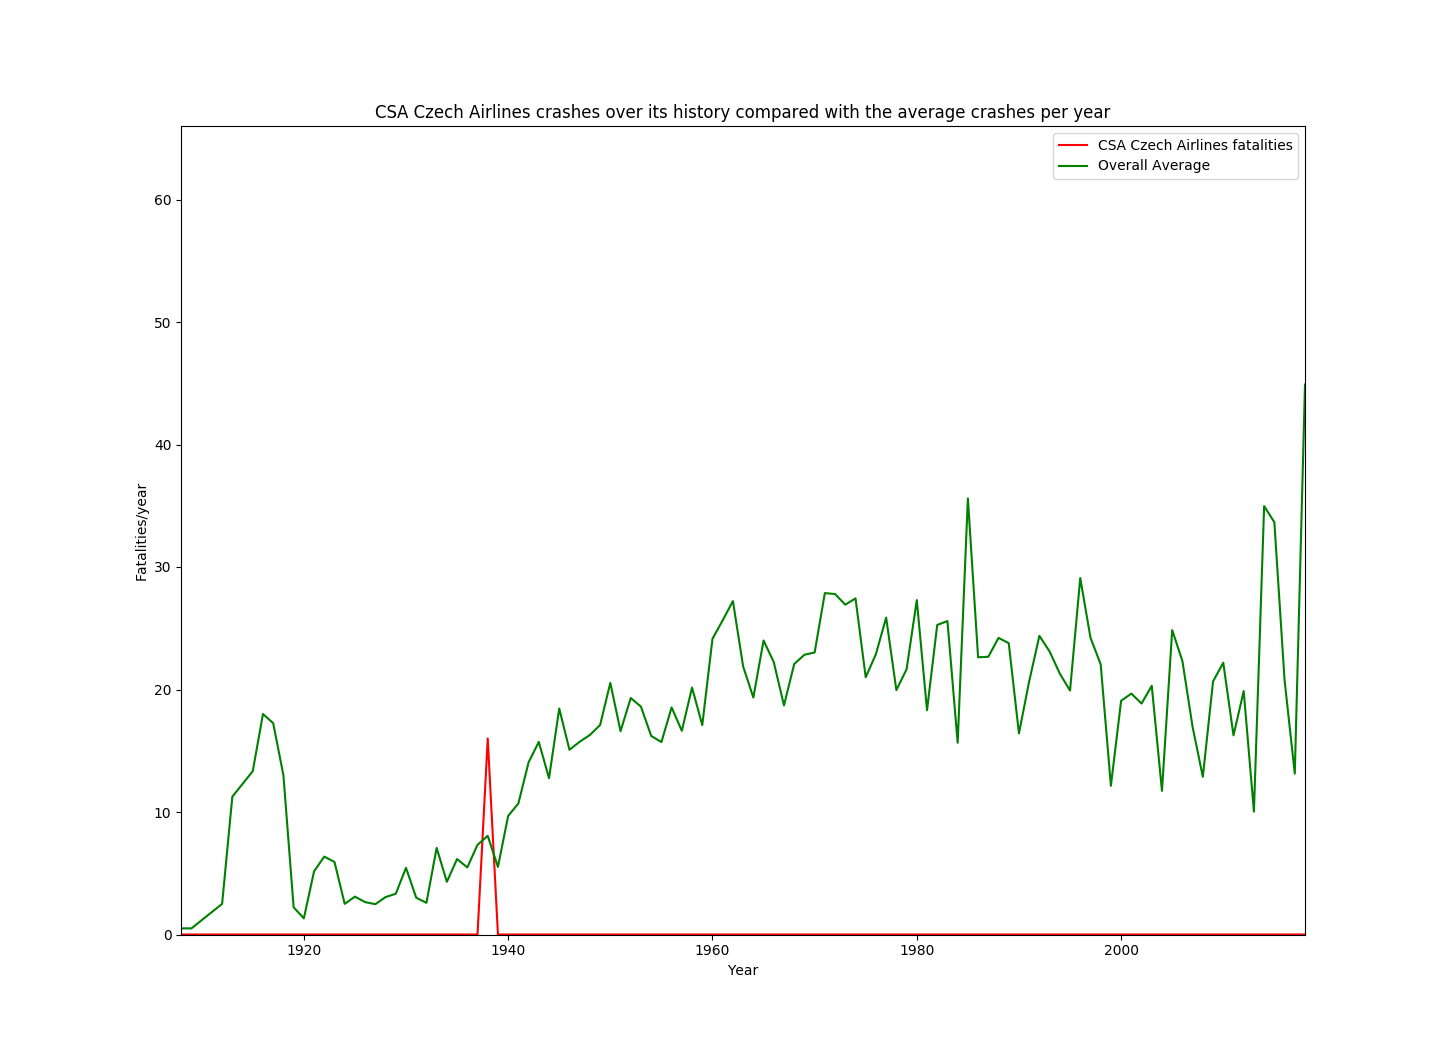 CSA Czech Airlines crashes over its history compared with the average crashes per year
CSA Czech Airlines fatalities
Overall Average
60
50
40
30
20
10
0
Fatalities/year
1920 1940 1960 1980 2000
Year